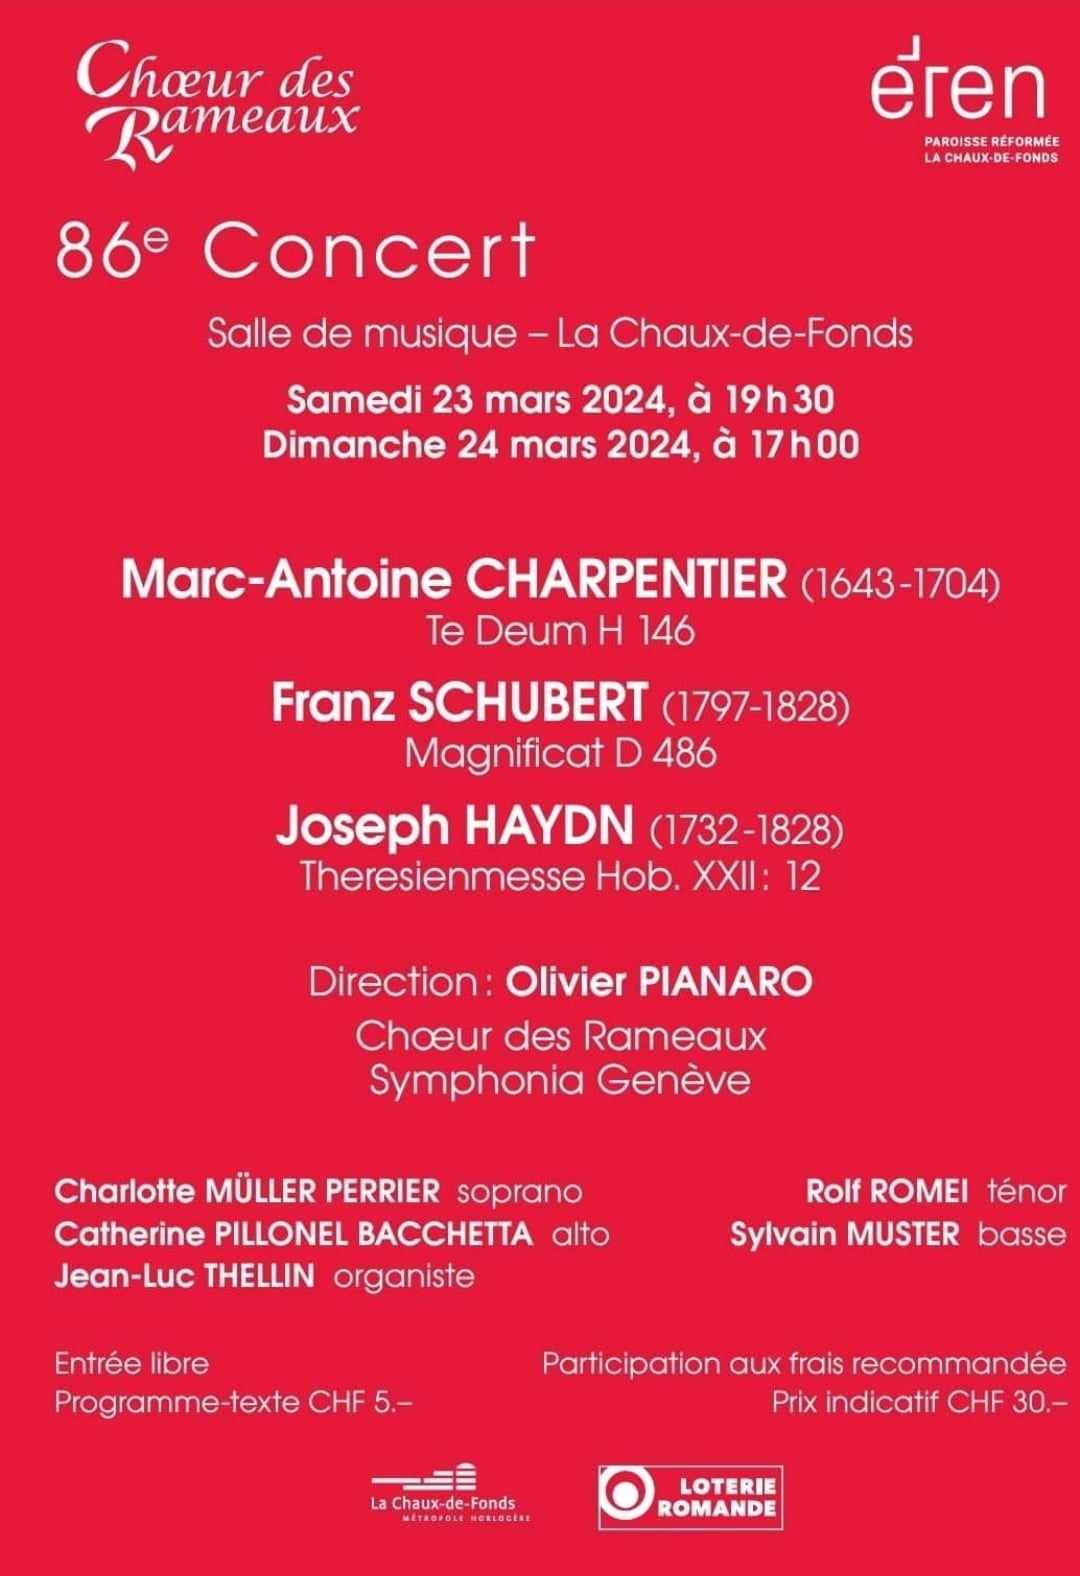 Chœur des
Rameaux
éren
PAROISSE RÉFORMÉE
LA CHAUX-DE-FONDS
86e Concert
Salle de musique – La Chaux-de-Fonds
Samedi 23 mars 2024, à 19 h 30
Dimanche 24 mars 2024, à 17 h 00
Marc-Antoine CHARPENTIER (1643-1704)
Te Deum H 146
Franz SCHUBERT (1797-1828)
Magnificat D 486
Joseph HAYDN (1732-1828)
Theresienmesse Hob. XXII : 12
Direction : Olivier PIANARO
Chœur des Rameaux
Symphonia Genève
Charlotte MÜLLER PERRIER soprano
Catherine PILLONEL BACCHETTA alto
Jean-Luc THELLIN organiste
Rolf ROMEI ténor
Sylvain MUSTER basse
Entrée libre
Programme-texte CHF 5.–
Participation aux frais recommandée
Prix indicatif CHF 30.–
La Chaux-de-Fonds
MÉTROPOLE HORLOGÈRE
LOTERIE
ROMANDE